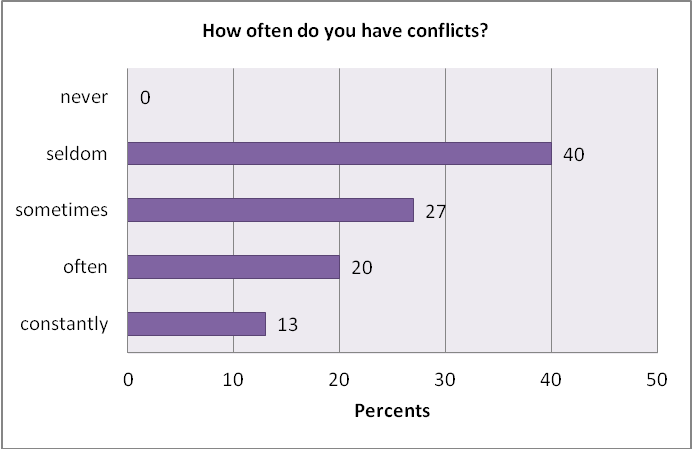 How often do you have conflicts?
never
0
seldom
40
sometimes
27
often
20
constantly
13
0 10 20 30 40 50
Percents